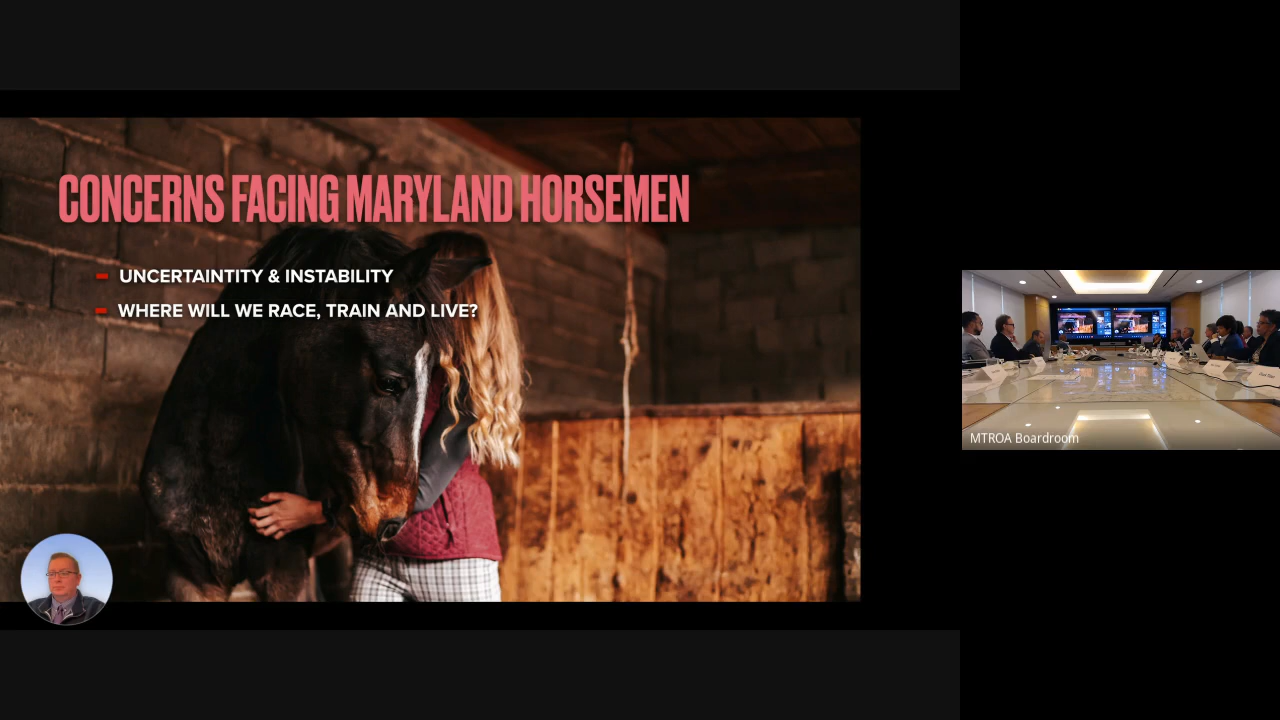 CONCERNS FACING MARYLAND HORSEMEN
UNCERTAINTITY & INSTABILITY
WHERE WILL WE RACE, TRAIN AND LIVE?
MTROA Boardroom